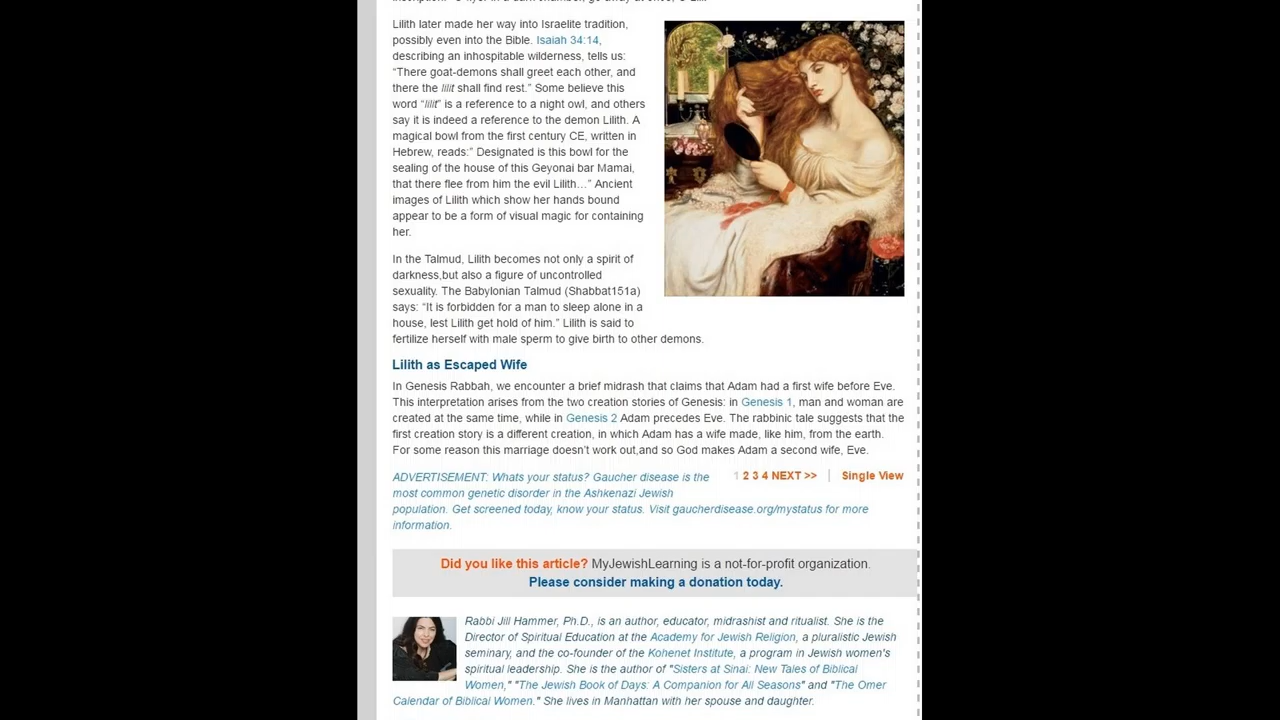 Lilith later made her way into Israelite tradition,
possibly even into the Bible. Isaiah 34:14,
describing an inhospitable wilderness, tells us:
“There goat-demons shall greet each other, and
there the lilit shall find rest.” Some believe this
word “lilit” is a reference to a night owl, and others
say it is indeed a reference to the demon Lilith. A
magical bowl from the first century CE, written in
Hebrew, reads:” Designated is this bowl for the
sealing of the house of this Geyonai bar Mamai,
that there flee from him the evil Lilith…” Ancient
images of Lilith which show her hands bound
appear to be a form of visual magic for containing
her.
In the Talmud, Lilith becomes not only a spirit of
darkness,but also a figure of uncontrolled
sexuality. The Babylonian Talmud (Shabbat151a)
says: “It is forbidden for a man to sleep alone in a
house, lest Lilith get hold of him.” Lilith is said to
fertilize herself with male sperm to give birth to other demons.
Lilith as Escaped Wife
In Genesis Rabbah, we encounter a brief midrash that claims that Adam had a first wife before Eve.
This interpretation arises from the two creation stories of Genesis: in Genesis 1, man and woman are
created at the same time, while in Genesis 2 Adam precedes Eve. The rabbinic tale suggests that the
first creation story is a different creation, in which Adam has a wife made, like him, from the earth.
For some reason this marriage doesn’t work out,and so God makes Adam a second wife, Eve.
1 2 3 4 NEXT >> | Single View
ADVERTISEMENT: Whats your status? Gaucher disease is the
most common genetic disorder in the Ashkenazi Jewish
population. Get screened today, know your status. Visit gaucherdisease.org/mystatus for more
information.
Did you like this article? MyJewishLearning is a not-for-profit organization.
Please consider making a donation today.
Rabbi Jill Hammer, Ph.D., is an author, educator, midrashist and ritualist. She is the
Director of Spiritual Education at the Academy for Jewish Religion, a pluralistic Jewish
seminary, and the co-founder of the Kohenet Institute, a program in Jewish women's
spiritual leadership. She is the author of "Sisters at Sinai: New Tales of Biblical
Women," "The Jewish Book of Days: A Companion for All Seasons" and "The Omer
Calendar of Biblical Women." She lives in Manhattan with her spouse and daughter.